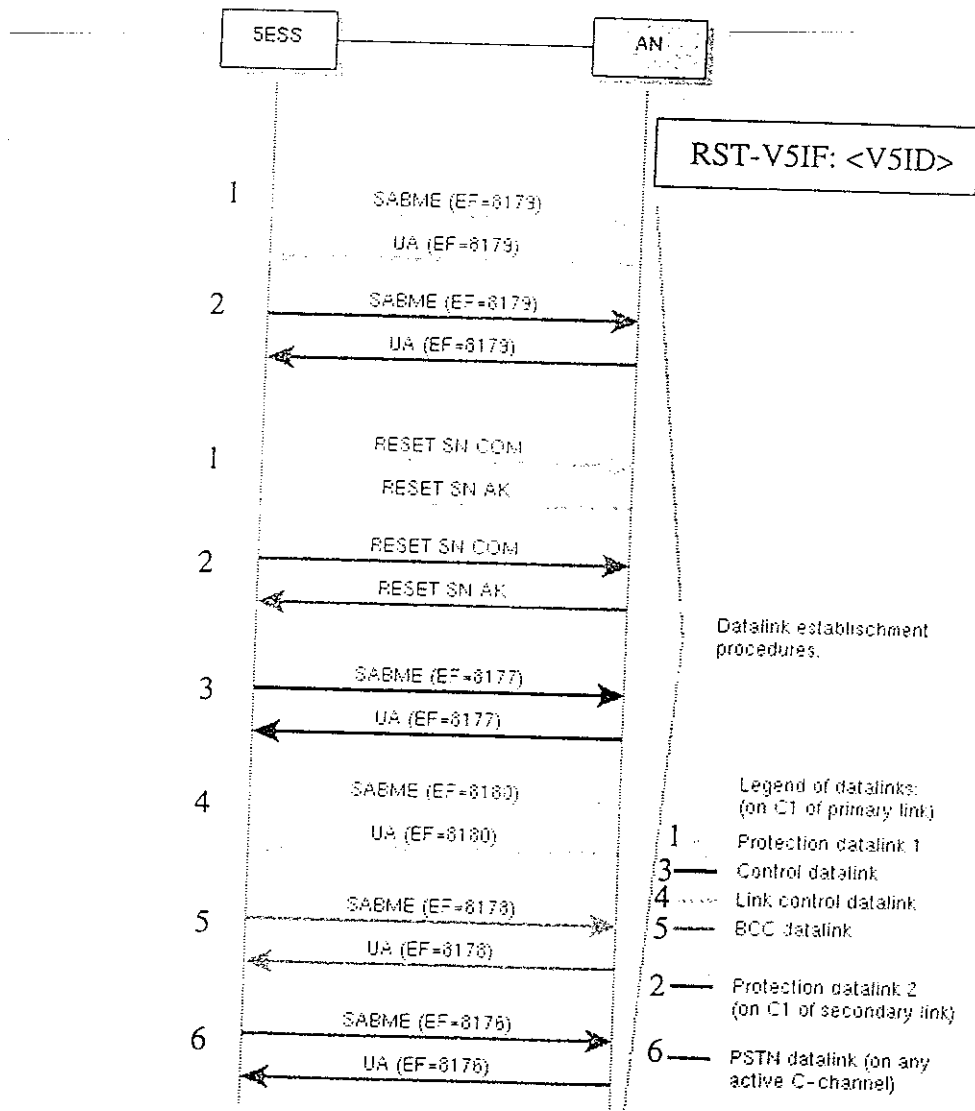 5ESS
AN
RST-V5IF: <V5ID>
1
SABME (EF=8179)
UA (EF=8179)
2
SABME (EF=8179)
UA (EF=8179)
1
RESET SN COM
RESET SN AK
2
RESET SN COM
RESET SN AK
Datalink establischment
procedures.
3
SABME (EF=8177)
UA (EF=8177)
4
SABME (EF=8180)
UA (EF=8180)
Legend of datalinks:
(on C1 of primary link)
1 Protection datalink 1
3 Control datalink
4 Link control datalink
5 BCC datalink
5
SABME (EF=8178)
UA (EF=8178)
2 Protection datalink 2
(on C1 of secondary link)
6
SABME (EF=8176)
UA (EF=8176)
6 PSTN datalink (on any
active C-channel)